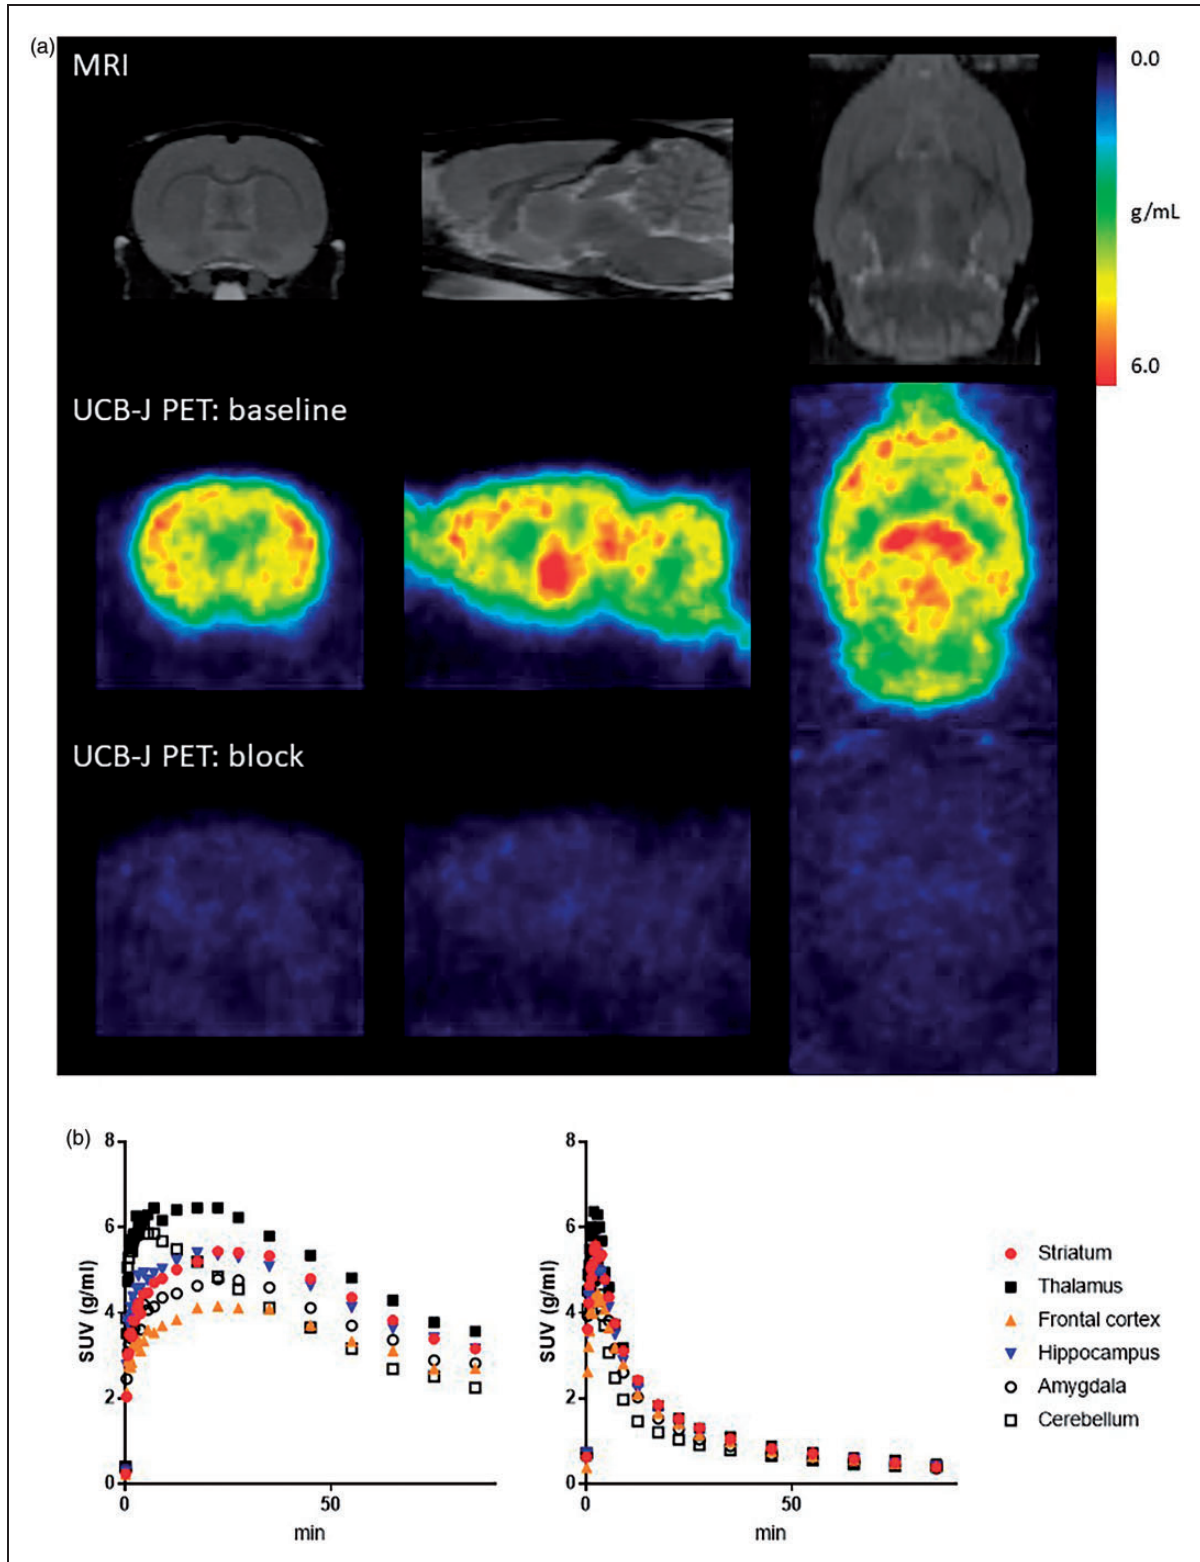 (a)
MRI
0.0
g/mL
6.0
UCB-J PET: baseline
UCB-J PET: block
(b)
8
6
4
2
0
SUV (g/ml)
0
50
min
8
6
4
2
0
SUV (g/ml)
0
50
min
Striatum
Thalamus
Frontal cortex
Hippocampus
Amygdala
Cerebellum